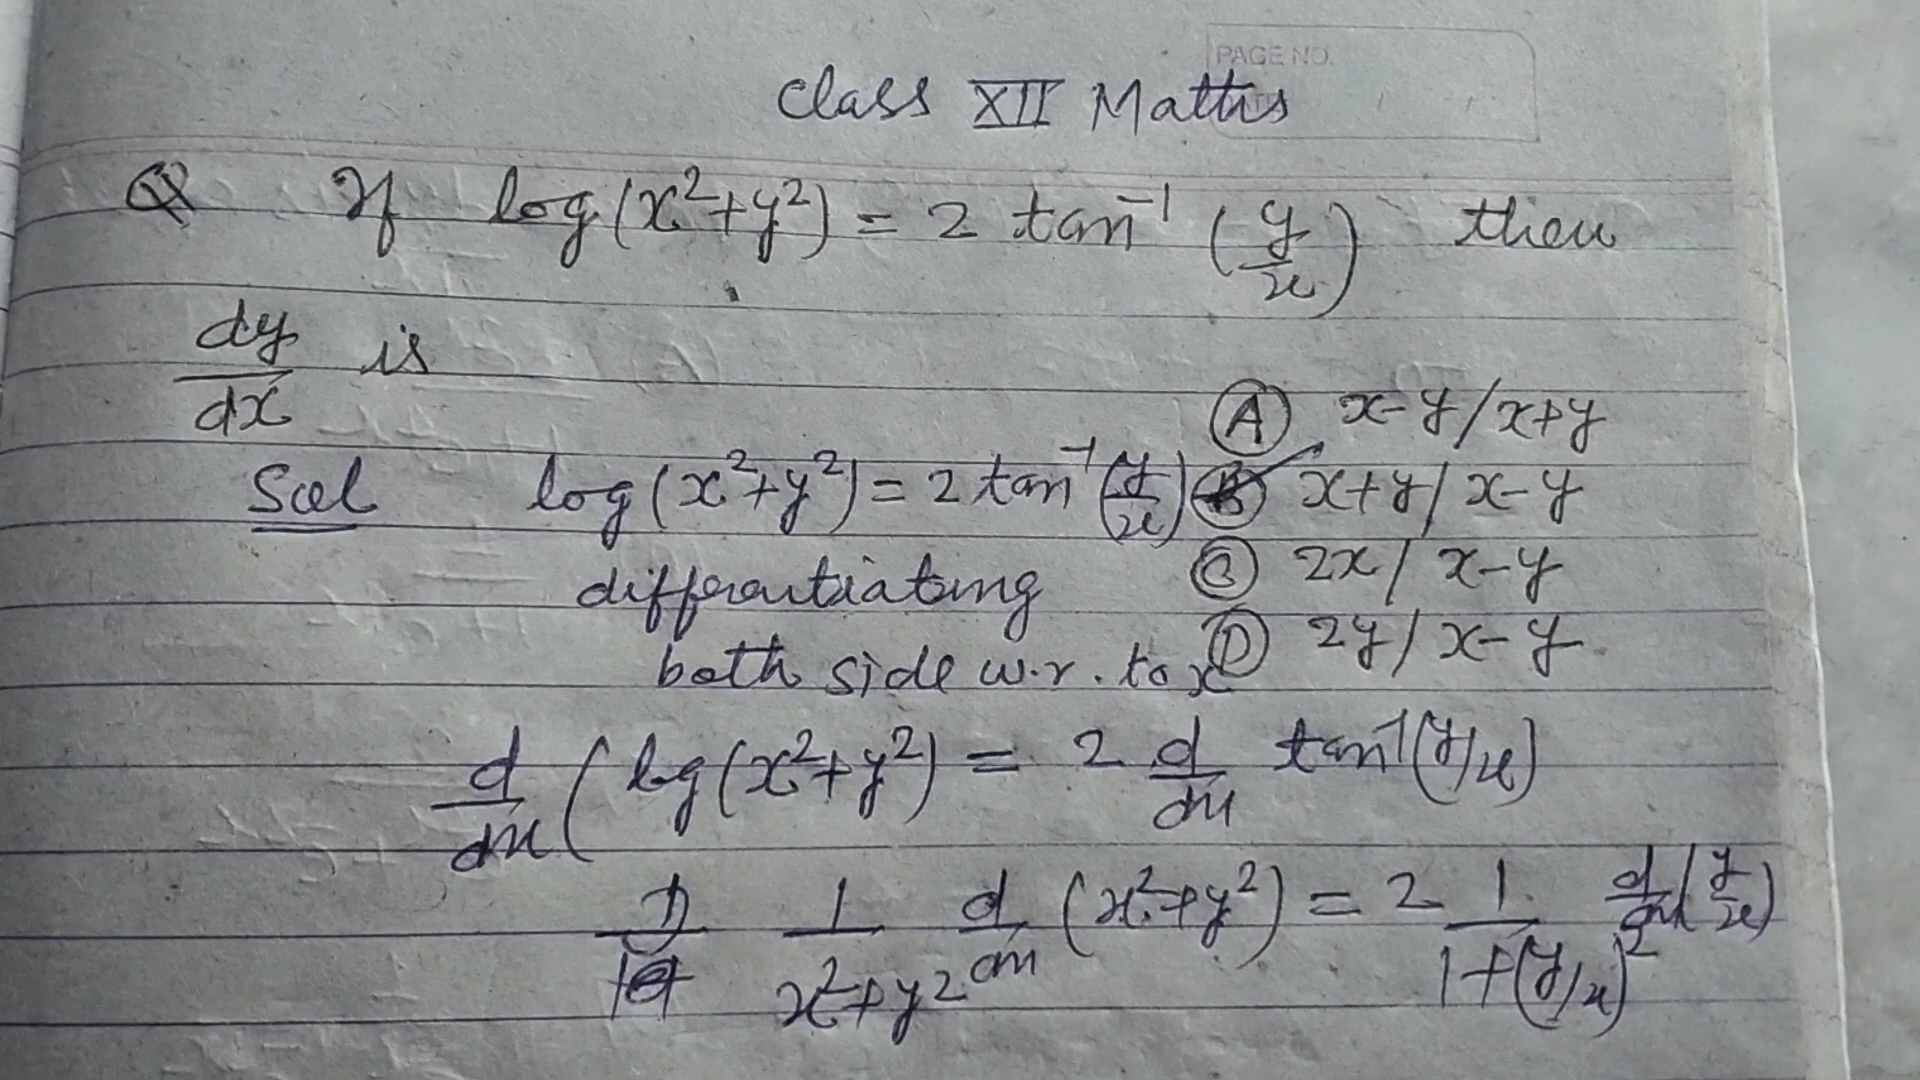 PAGE NO.
Class XII Maths
Q If log(x²+y²) = 2 tan⁻¹ (y/x) then
dy/dx is
(A) x-y/x+y
Sol log(x²+y²) = 2 tan⁻¹(y/x) (B) x+y/x-y
differentiating (C) 2x/x-y
both side w.r. to x (D) 2y/x-y
d/dx (log(x²+y²) = 2 d/dx tan⁻¹(y/x)
1/x²+y² d/dx (x²+y²) = 2 1/1+(y/x)² d/dx(y/x)